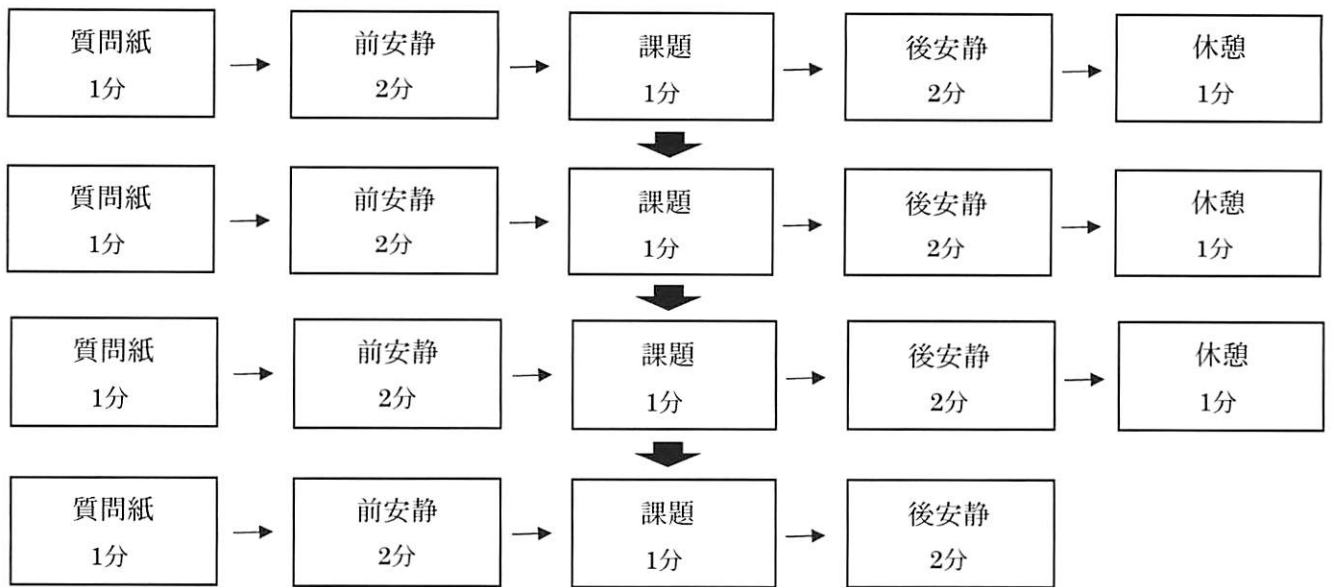 質問紙
1分
前安静
2分
課題
1分
後安静
2分
休憩
1分
質問紙
1分
前安静
2分
課題
1分
後安静
2分
休憩
1分
質問紙
1分
前安静
2分
課題
1分
後安静
2分
休憩
1分
質問紙
1分
前安静
2分
課題
1分
後安静
2分